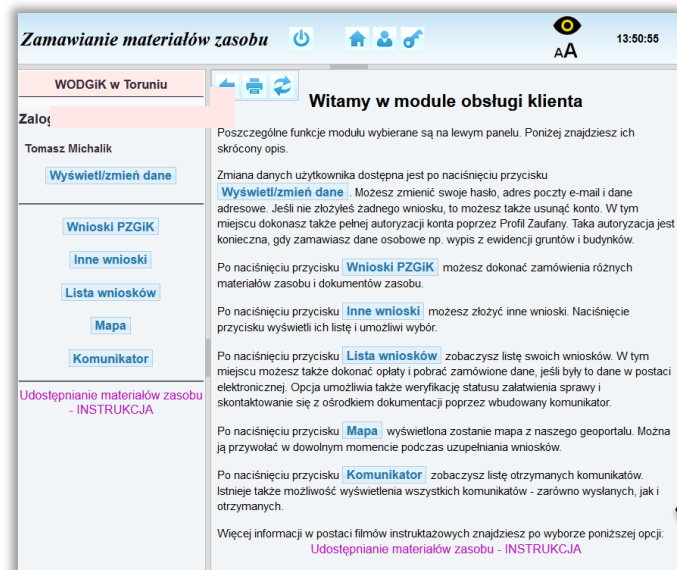 Zamawianie materiałów zasobu
AA
13:50:55
WODGiK w Toruniu
Tomasz Michalik
Wyświetl/zmień dane
Wnioski PZGiK
Inne wnioski
Lista wniosków
Mapa
Komunikator
Udostępnianie materiałów zasobu
- INSTRUKCJA
Witamy w module obsługi klienta
Poszczególne funkcje modułu wybierane są na lewym panelu. Poniżej znajdziesz ich
skrócony opis.
Zmiana danych użytkownika dostępna jest po naciśnięciu przycisku
Wyświetl/zmień dane . Możesz zmienić swoje hasło, adres poczty e-mail i dane
adresowe. Jeśli nie złożyłeś żadnego wniosku, to możesz także usunąć konto. W tym
miejscu dokonasz także pełnej autoryzacji konta poprzez Profil Zaufany. Taka autoryzacja jest
konieczna, gdy zamawiasz dane osobowe np. wypis z ewidencji gruntów i budynków.
Po naciśnięciu przycisku Wnioski PZGiK możesz dokonać zamówienia różnych
materiałów zasobu i dokumentów zasobu.
Po naciśnięciu przycisku Inne wnioski możesz złożyć inne wnioski. Naciśnięcie
przycisku wyświetli ich listę i umożliwi wybór.
Po naciśnięciu przycisku Lista wniosków zobaczysz listę swoich wniosków. W tym
miejscu możesz także dokonać opłaty i pobrać zamówione dane, jeśli były to dane w postaci
elektronicznej. Opcja umożliwia także weryfikację statusu załatwienia sprawy i
skontaktowanie się z ośrodkiem dokumentacji poprzez wbudowany komunikator.
Po naciśnięciu przycisku Mapa wyświetlona zostanie mapa z naszego geoportalu. Można
ją przywołać w dowolnym momencie podczas uzupełniania wniosków.
Po naciśnięciu przycisku Komunikator zobaczysz listę otrzymanych komunikatów.
Istnieje także możliwość wyświetlenia wszystkich komunikatów - zarówno wysłanych, jak i
otrzymanych.
Więcej informacji w postaci filmów instruktażowych znajdziesz po wyborze poniższej opcji:
Udostępnianie materiałów zasobu - INSTRUKCJA